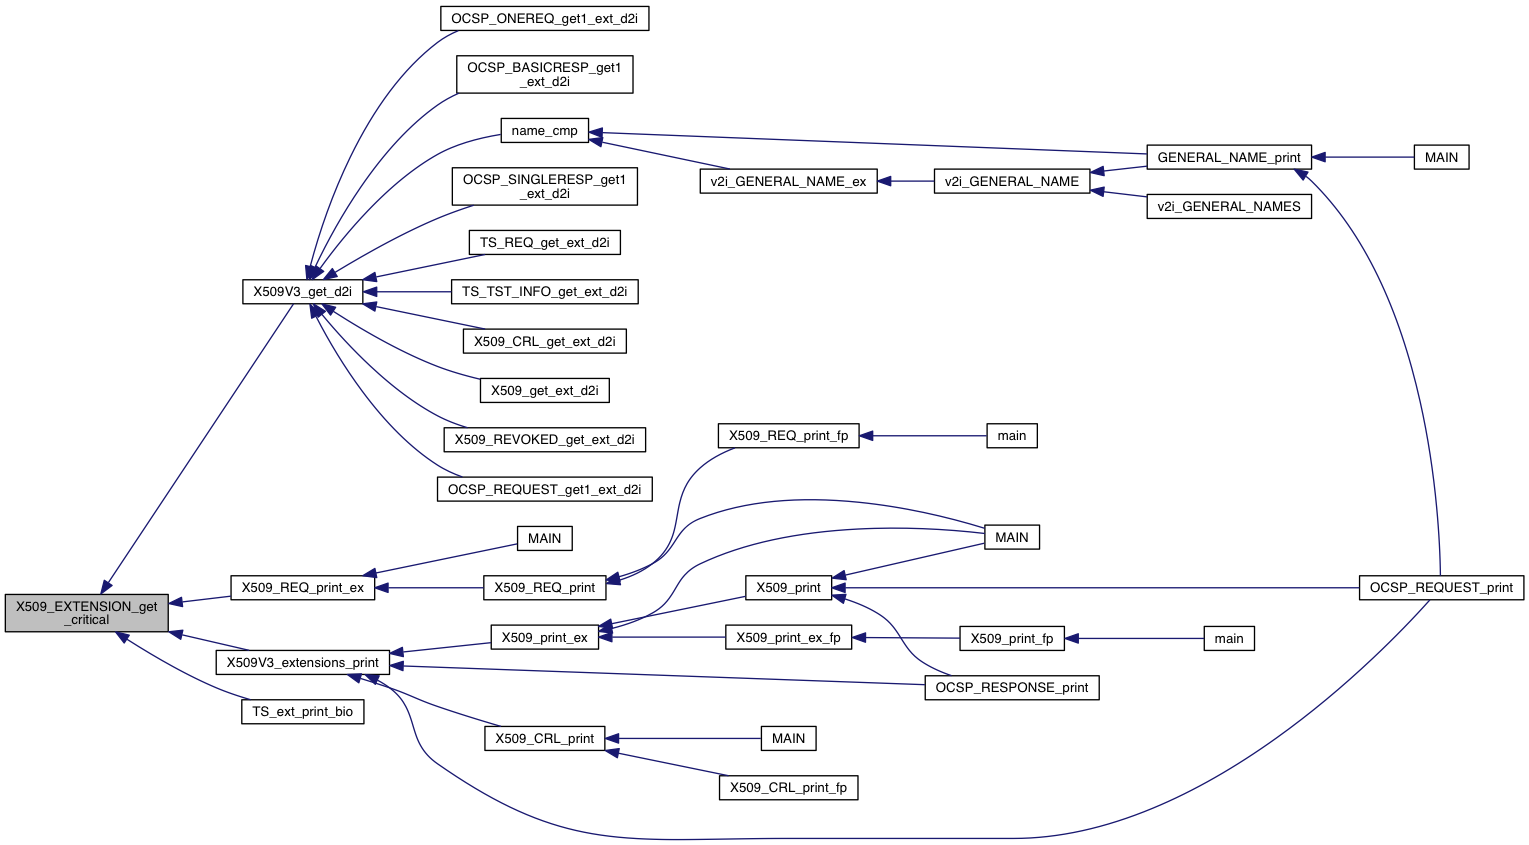 OCSP_ONEREQ_get1_ext_d2i
OCSP_BASICRESP_get1
_ext_d2i
name_cmp
GENERAL_NAME_print
MAIN
OCSP_SINGLERESP_get1
_ext_d2i
v2i_GENERAL_NAME_ex
v2i_GENERAL_NAME
v2i_GENERAL_NAMES
TS_REQ_get_ext_d2i
X509V3_get_d2i
TS_TST_INFO_get_ext_d2i
X509_CRL_get_ext_d2i
X509_get_ext_d2i
X509_REVOKED_get_ext_d2i
X509_REQ_print_fp
main
OCSP_REQUEST_get1_ext_d2i
MAIN
MAIN
X509_REQ_print_ex
X509_REQ_print
X509_print
OCSP_REQUEST_print
X509_EXTENSION_get
_critical
X509_print_ex
X509_print_ex_fp
X509_print_fp
main
X509V3_extensions_print
OCSP_RESPONSE_print
TS_ext_print_bio
X509_CRL_print
MAIN
X509_CRL_print_fp